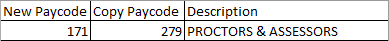 New Paycode Copy Paycode Description
171 279 PROCTORS & ASSESSORS